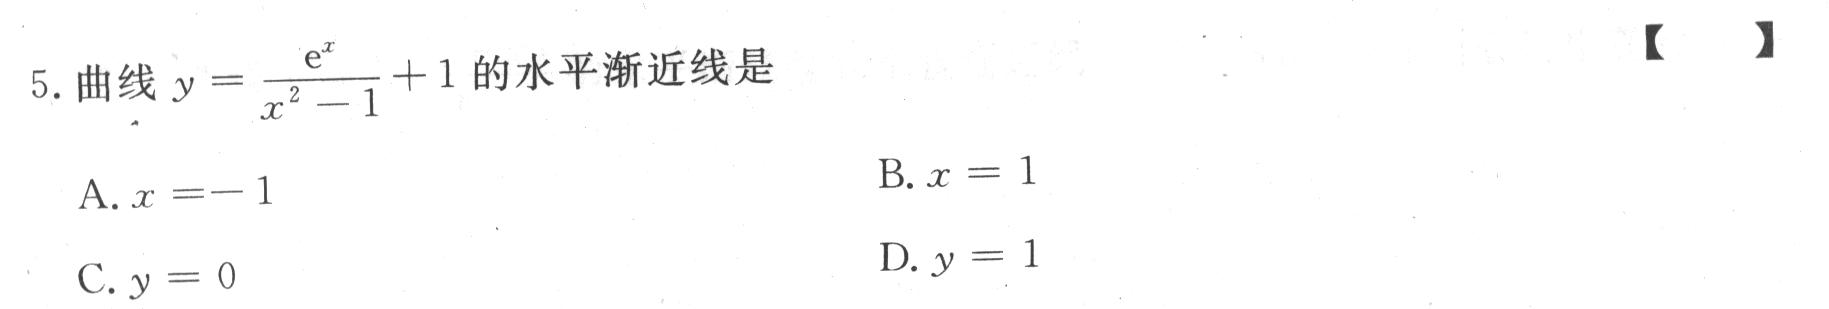 5. 曲线 y = e^x/(x^2 − 1) + 1 的水平渐近线是 【 】
A. x = − 1
B. x = 1
C. y = 0
D. y = 1